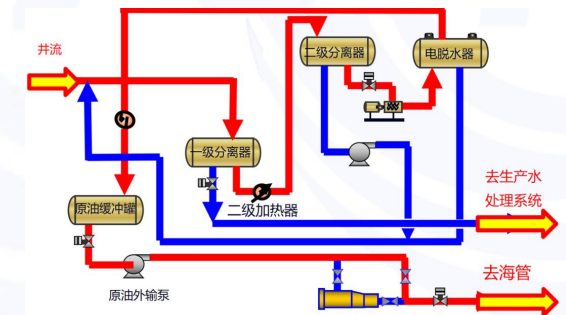 井流
二级分离器
电脱水器
一级分离器
二级加热器
去生产水
处理系统
原油缓冲罐
去海管
原油外输泵